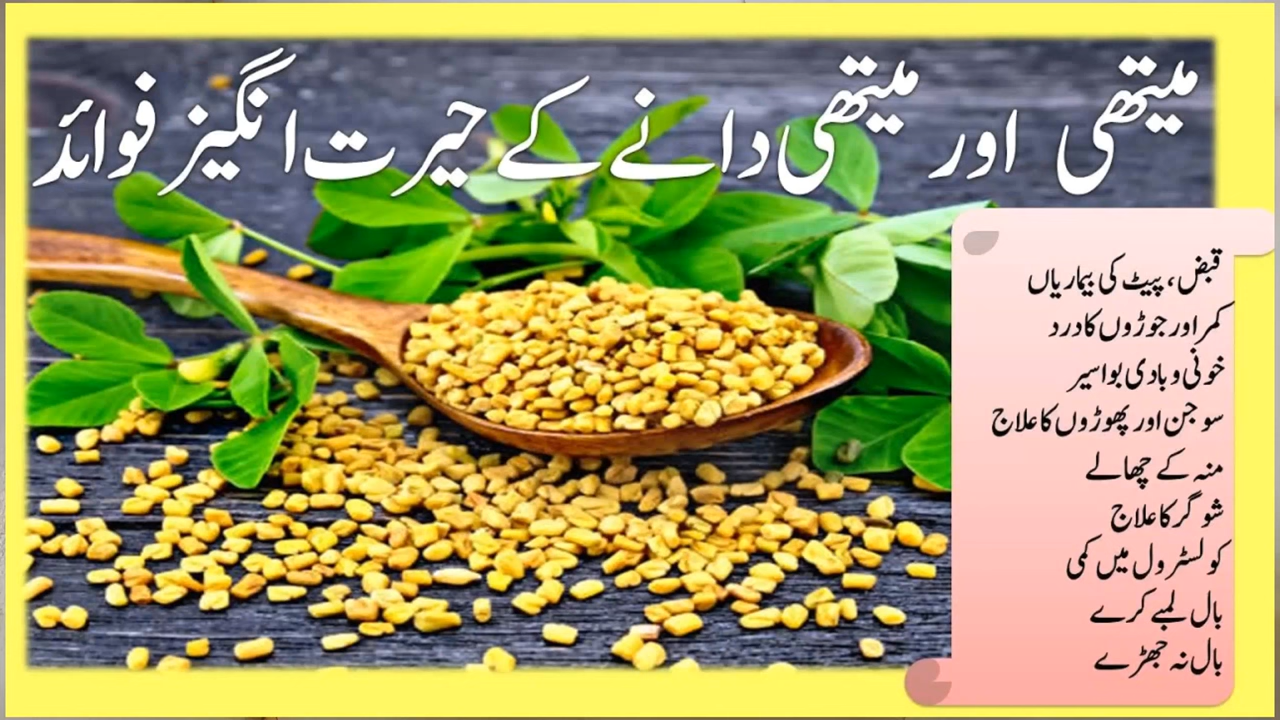 میتھی اور میتھی دانے کے حیرت انگیز فوائد
قبض، پیٹ کی بیماریاں
کمر اور جوڑوں کا درد
خونی و بادی بواسیر
سوجن اور پھوڑوں کا علاج
منہ کے چھالے
شوگر کا علاج
کولسٹرول میں کمی
بال لمبے کرے
بال نہ جھڑے